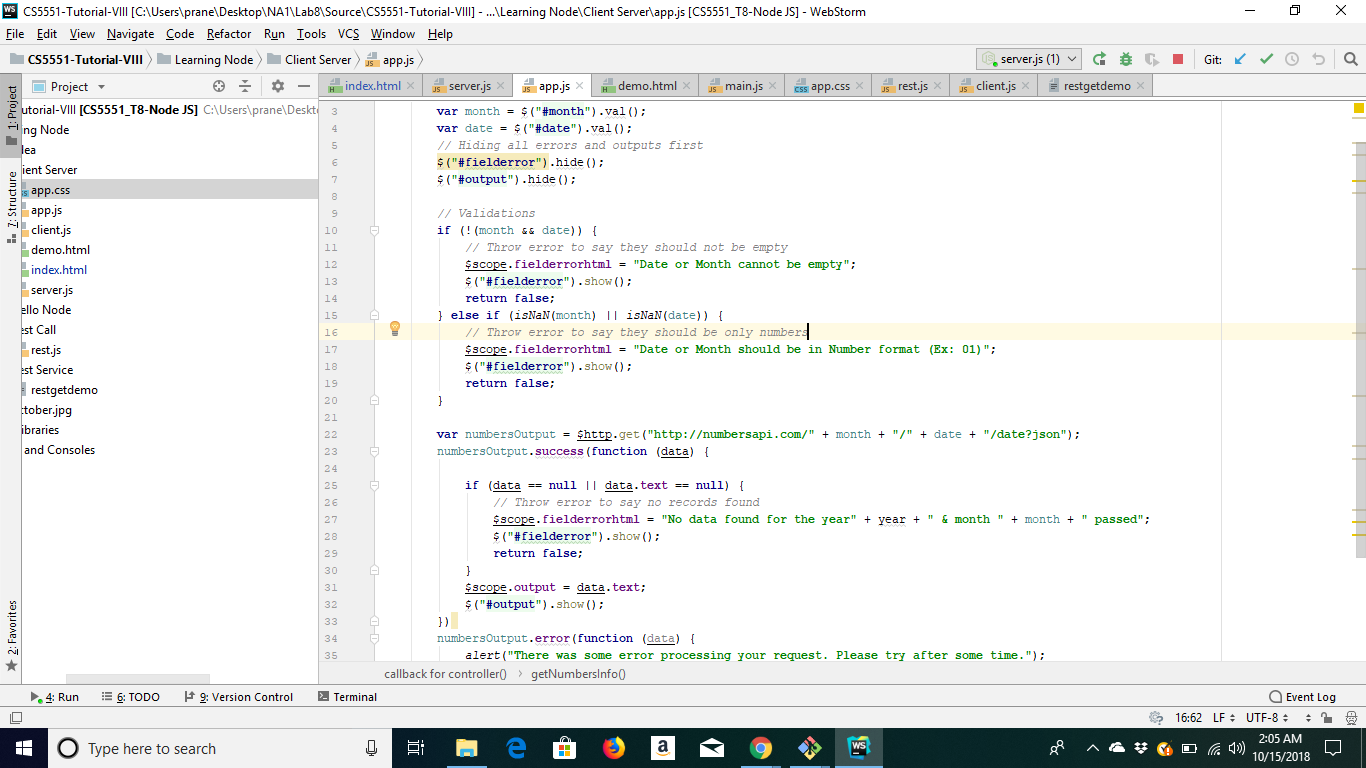 CS5551-Tutorial-VIII [C:\Users\prane\Desktop\NA1\Lab8\Source\CS5551-Tutorial-VIII] - ...\Learning Node\Client Server\app.js [CS5551_T8-Node JS] - WebStorm
File Edit View Navigate Code Refactor Run Tools VCS Window Help
CS5551-Tutorial-VIII Learning Node Client Server app.js server.js (1) Git:
Project
index.html server.js app.js demo.html main.js app.css rest.js client.js restgetdemo
1: Project
7: Structure
2: Favorites
utorial-VIII [CS5551_T8-Node JS] C:\Users\prane\Deskto
ng Node
lea
ient Server
app.css
app.js
client.js
demo.html
index.html
server.js
ello Node
est Call
rest.js
est Service
restgetdemo
ctober.jpg
ibraries
and Consoles
3 var month = $("#month").val();
4 var date = $("#date").val();
5 // Hiding all errors and outputs first
6 $("#fielderror").hide();
7 $("#output").hide();
8
9 // Validations
10 if (!(month && date)) {
11 // Throw error to say they should not be empty
12 $scope.fielderrorhtml = "Date or Month cannot be empty";
13 $("#fielderror").show();
14 return false;
15 } else if (isNaN(month) || isNaN(date)) {
16 // Throw error to say they should be only numbers
17 $scope.fielderrorhtml = "Date or Month should be in Number format (Ex: 01)";
18 $("#fielderror").show();
19 return false;
20 }
21
22 var numbersOutput = $http.get("http://numbersapi.com/" + month + "/" + date + "/date?json");
23 numbersOutput.success(function (data) {
24
25 if (data == null || data.text == null) {
26 // Throw error to say no records found
27 $scope.fielderrorhtml = "No data found for the year" + year + " & month " + month + " passed";
28 $("#fielderror").show();
29 return false;
30 }
31 $scope.output = data.text;
32 $("#output").show();
33 })
34 numbersOutput.error(function (data) {
35 alert("There was some error processing your request. Please try after some time.");
callback for controller() getNumbersInfo()
4: Run 6: TODO 9: Version Control Terminal Event Log
16:62 LF UTF-8
Type here to search
2:05 AM
10/15/2018